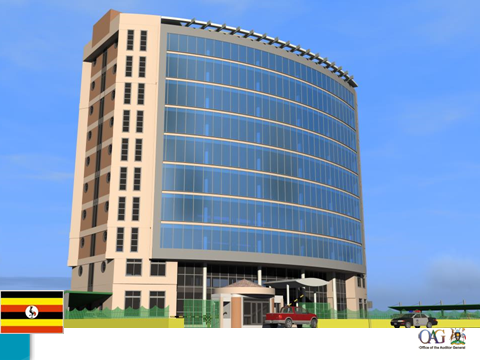 OAG
Office of the Auditor General